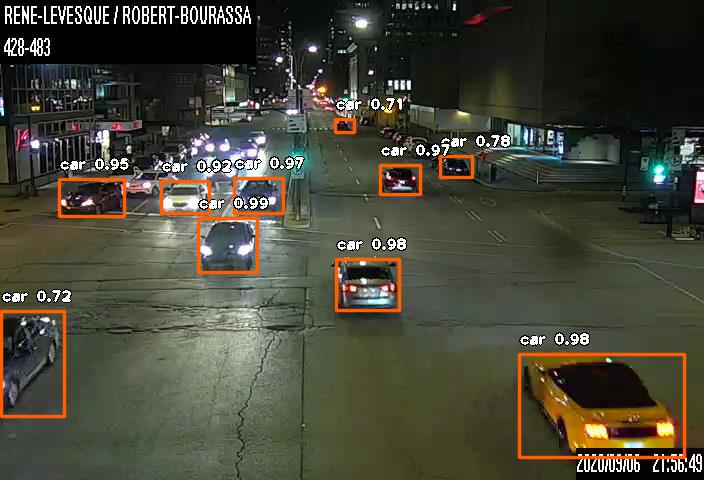 RENE-LEVESQUE / ROBERT-BOURASSA
428-483
car 0.71
car 0.97
car 0.78
car 0.95
car 0.92
car 0.97
car 0.99
car 0.98
car 0.72
car 0.98
2020/09/06 21:56:49